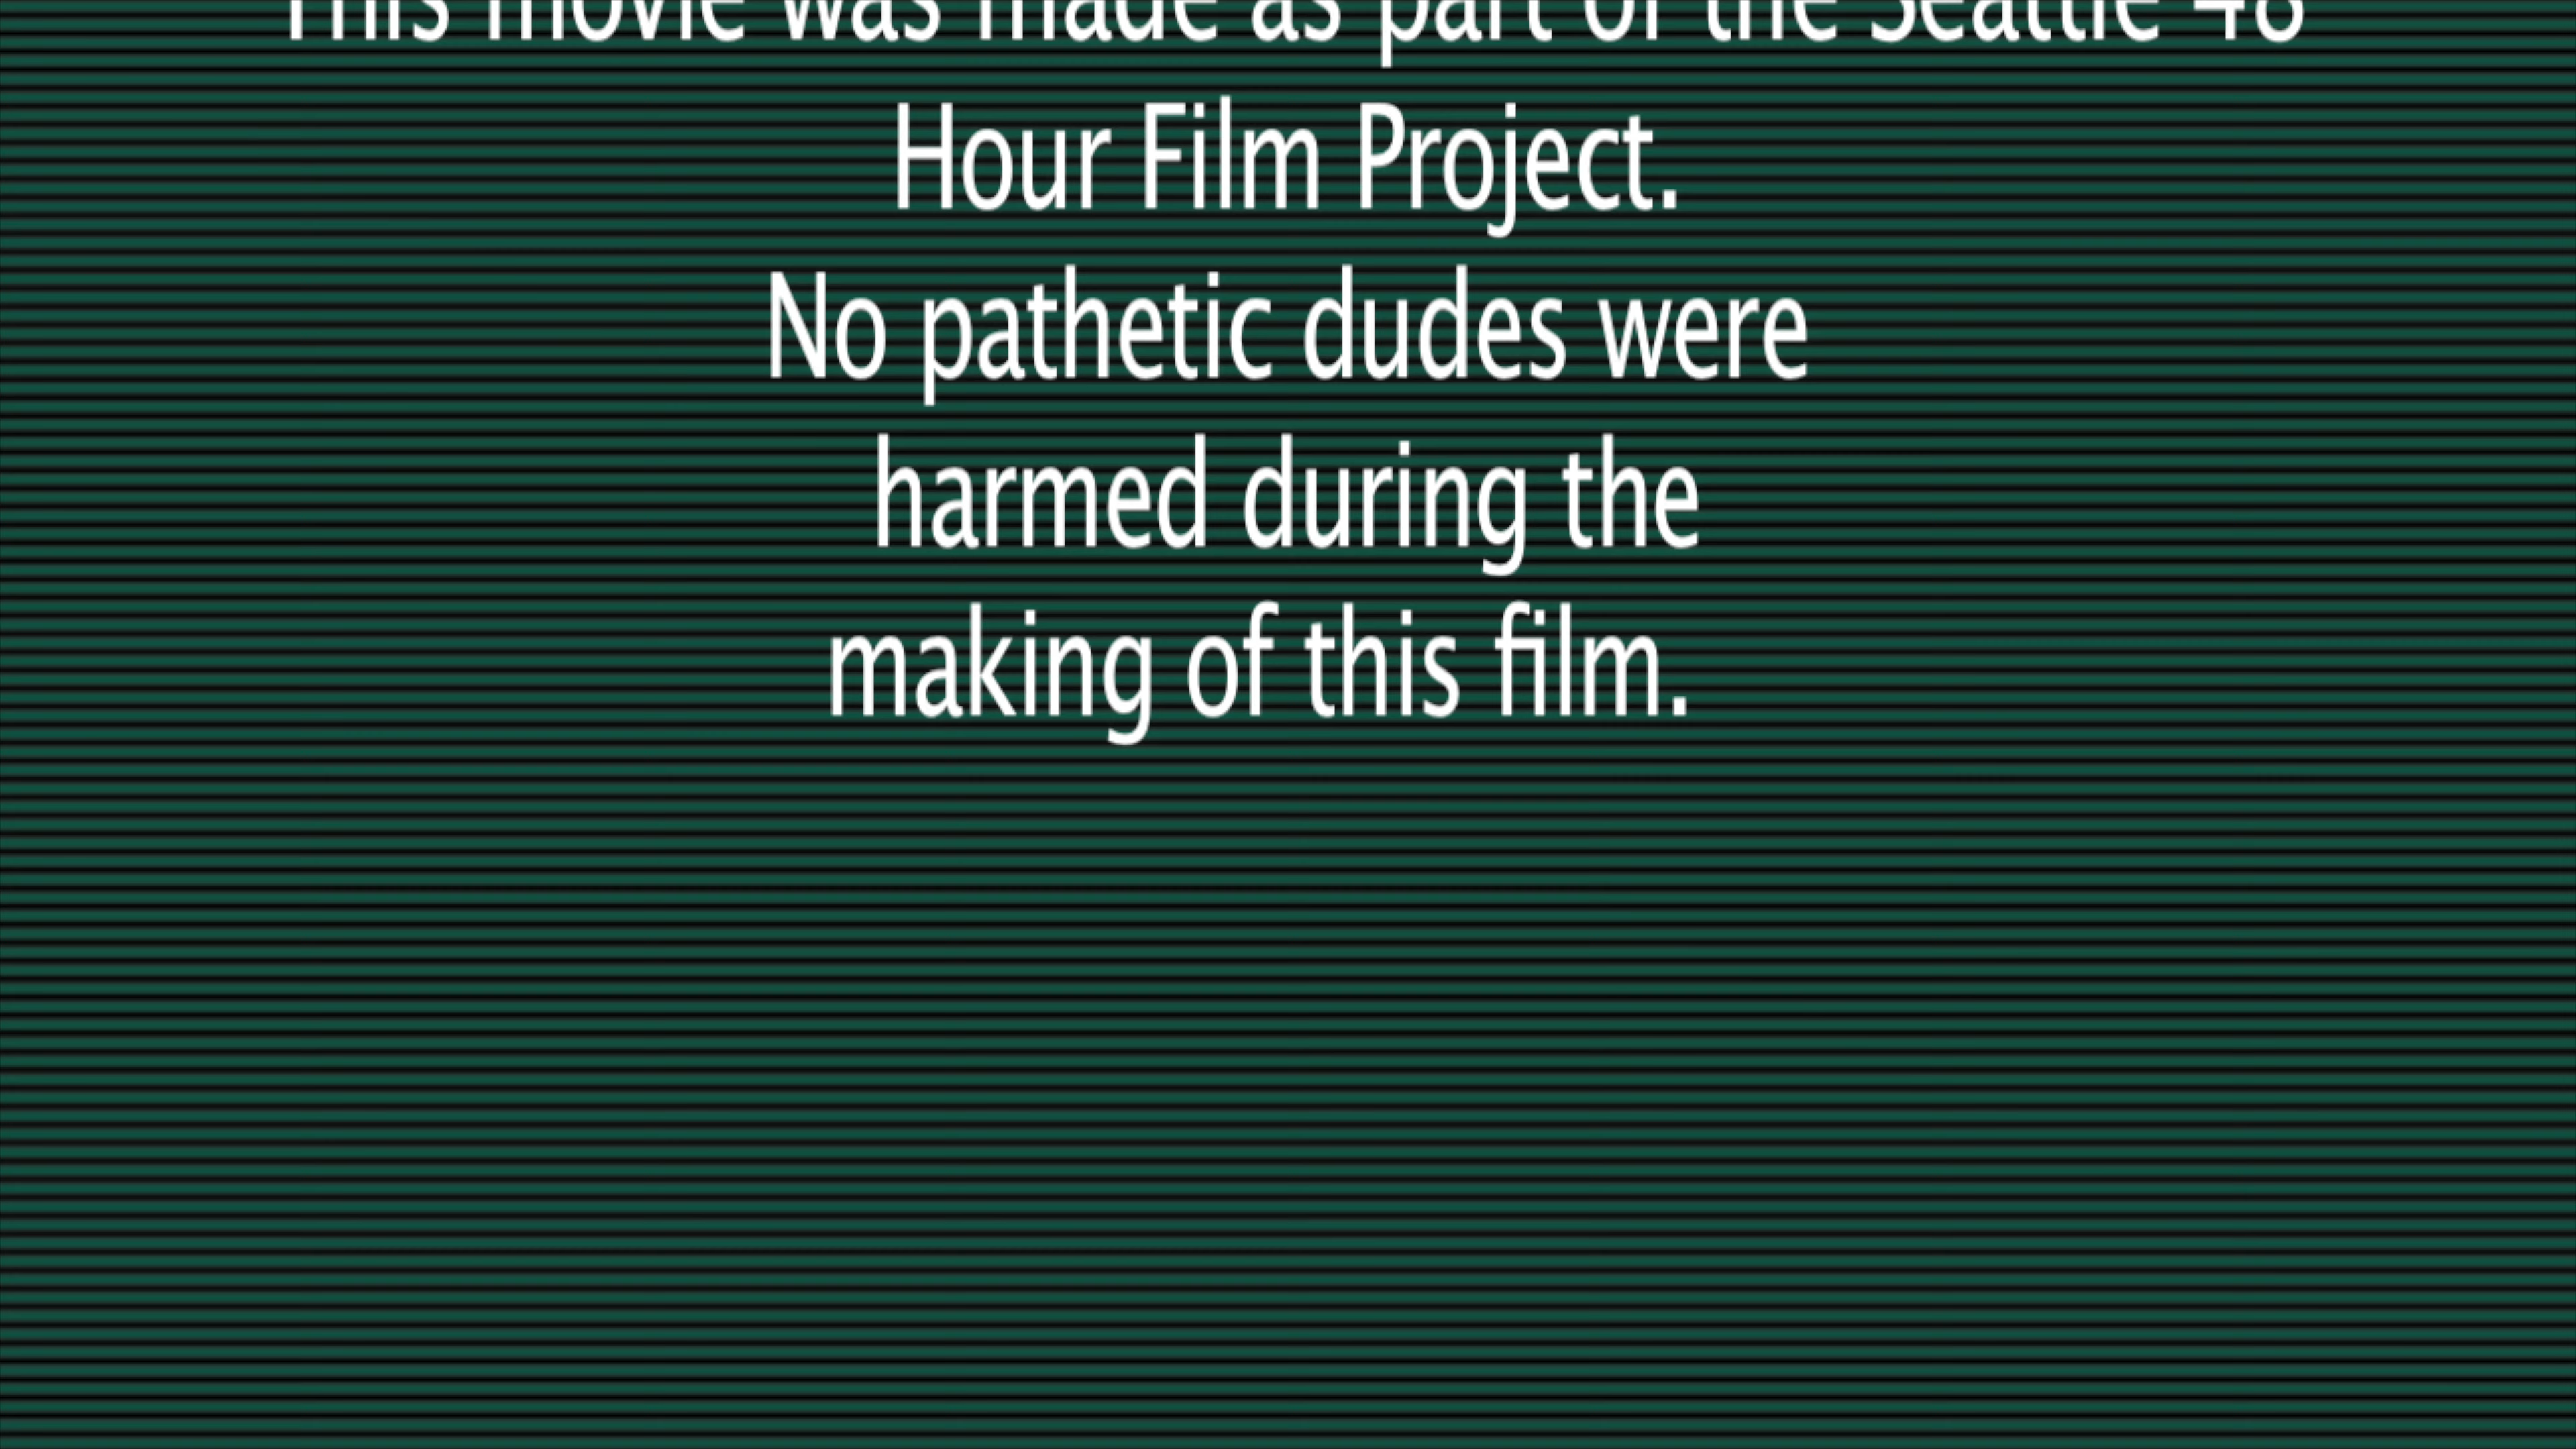 This movie was made as part of the Seattle 48
Hour Film Project.
No pathetic dudes were
harmed during the
making of this film.